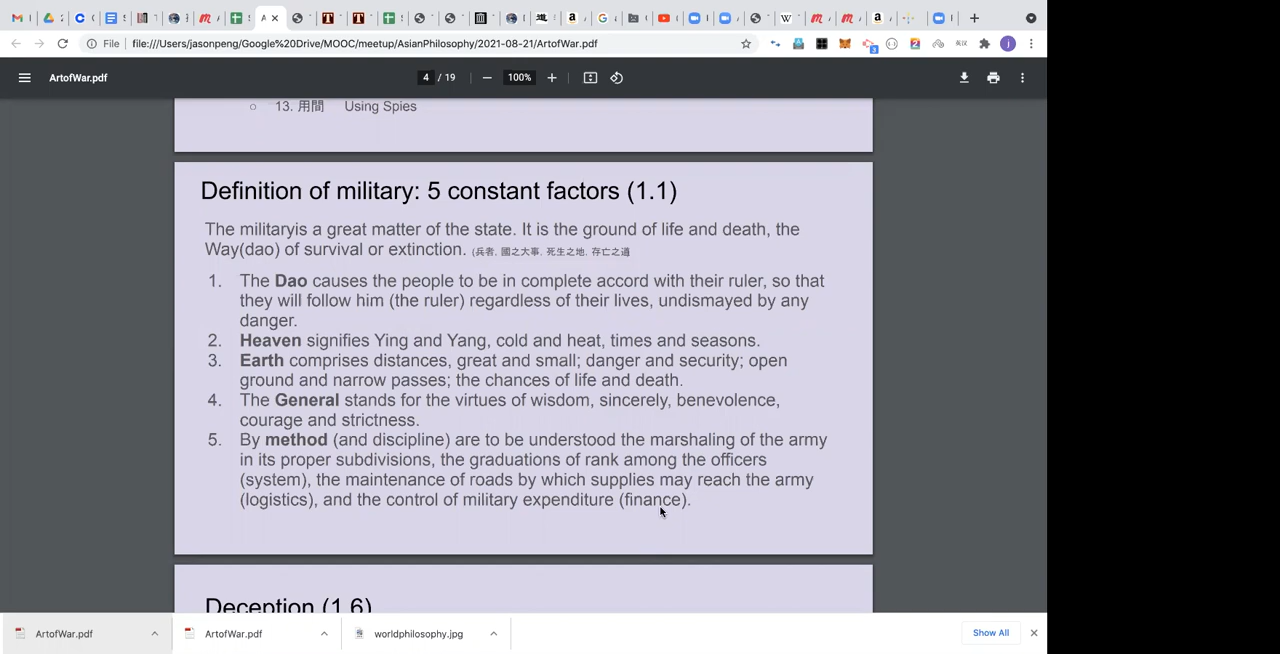 File
file:///Users/jasonpeng/Google%20Drive/MOOC/meetup/AsianPhilosophy/2021-08-21/ArtofWar.pdf
ArtofWar.pdf
4 / 19
100%
13. 用間 Using Spies
Definition of military: 5 constant factors (1.1)
The militaryis a great matter of the state. It is the ground of life and death, the
Way(dao) of survival or extinction. (兵者, 國之大事, 死生之地, 存亡之道
1. The Dao causes the people to be in complete accord with their ruler, so that
they will follow him (the ruler) regardless of their lives, undismayed by any
danger.
2. Heaven signifies Ying and Yang, cold and heat, times and seasons.
3. Earth comprises distances, great and small; danger and security; open
ground and narrow passes; the chances of life and death.
4. The General stands for the virtues of wisdom, sincerely, benevolence,
courage and strictness.
5. By method (and discipline) are to be understood the marshaling of the army
in its proper subdivisions, the graduations of rank among the officers
(system), the maintenance of roads by which supplies may reach the army
(logistics), and the control of military expenditure (finance).
Deception (1.6)
ArtofWar.pdf
ArtofWar.pdf
worldphilosophy.jpg
Show All